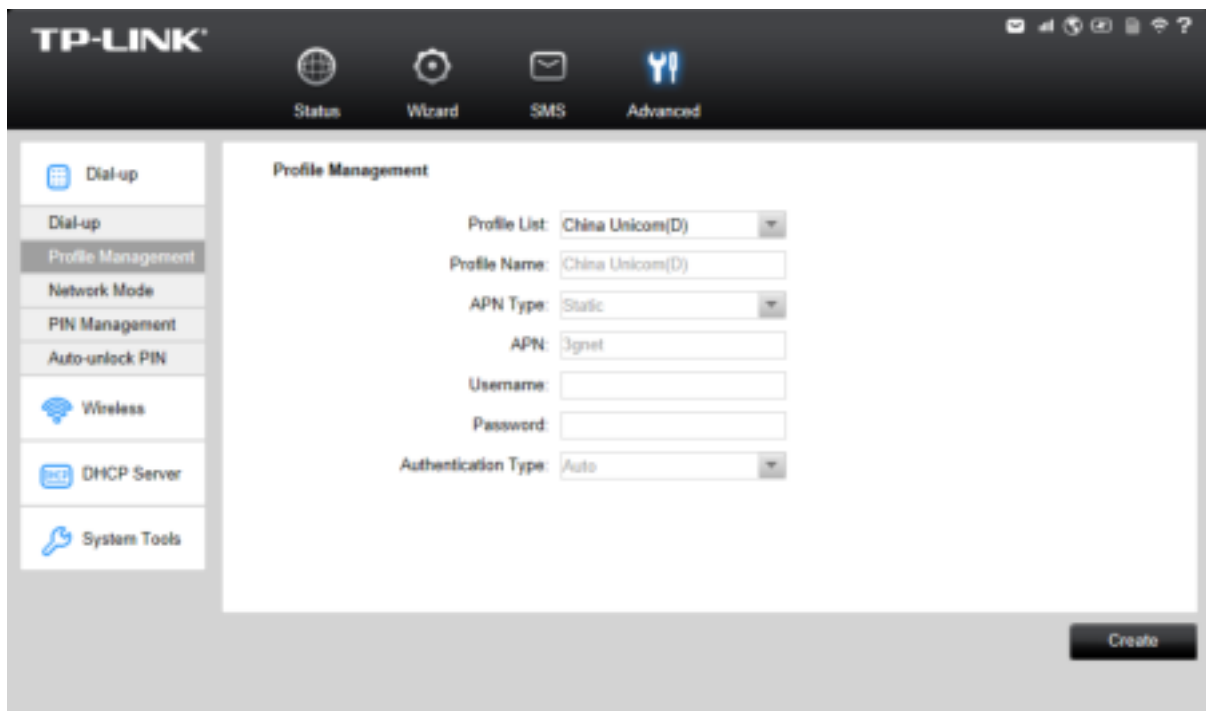 TP-LINK
Status Wizard SMS Advanced
Dial-up
Dial-up
Profile Management
Network Mode
PIN Management
Auto-unlock PIN
Wireless
DHCP Server
System Tools
Profile Management
Profile List: China Unicom(D)
Profile Name: China Unicom(D)
APN Type: Static
APN: 3gnet
Username:
Password:
Authentication Type: Auto
Create